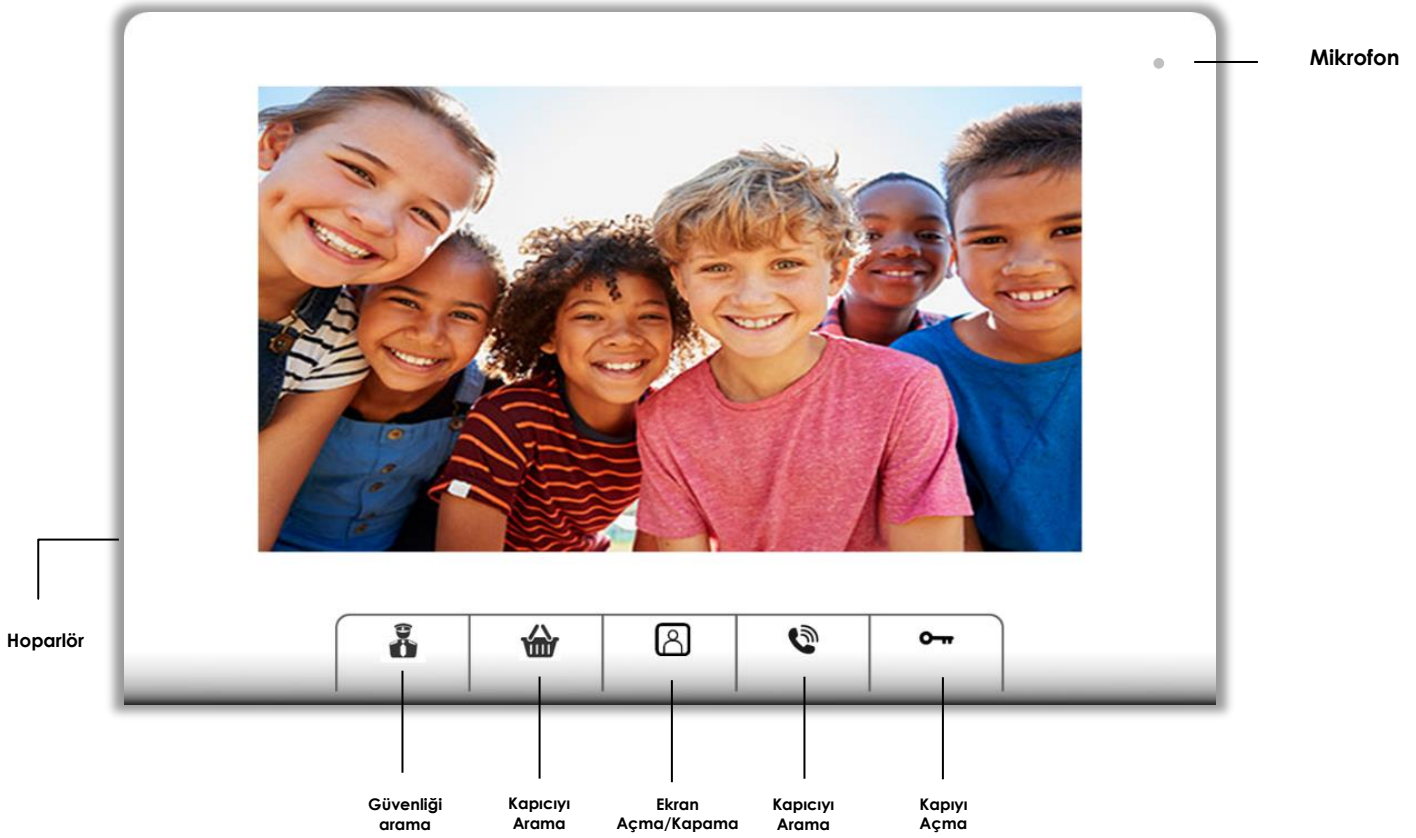 Mikrofon
Hoparlör
Güvenliği
arama
Kapıcıyı
Arama
Ekran
Açma/Kapama
Kapıcıyı
Arama
Kapıyı
Açma